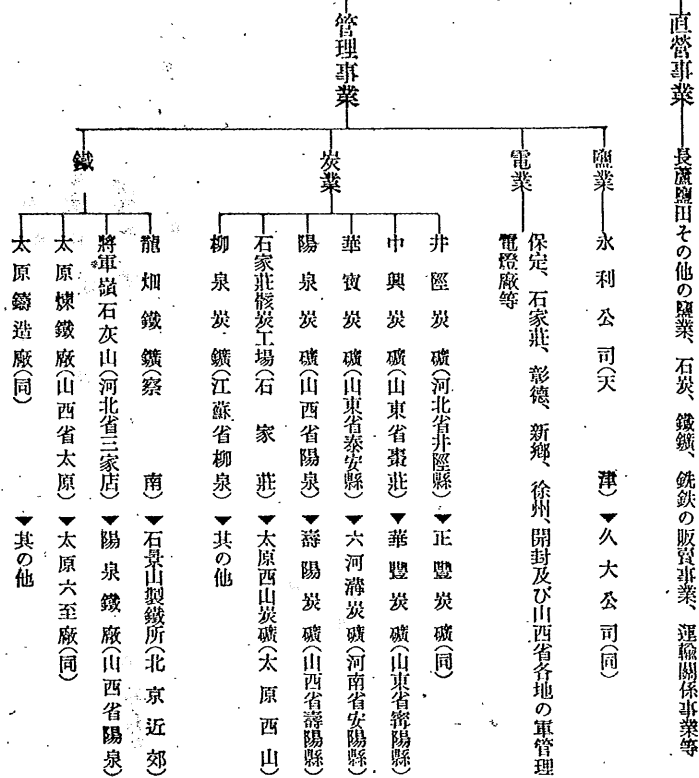 直營事業 長蘆鹽田その他の鹽業、石炭、鐵鑛、銑鉄の販賣事業、運輸關係事業等
管理事業
鹽業
永利公司(天津)▼久大公司(同)
電業
保定、石家莊、彰德、新鄉、徐州、開封及び山西省各地の軍管理
電燈廠等
炭業
井陘炭礦(河北省井陘縣)▼正豐炭礦(同)
中興炭礦(山東省棗莊)▼華豐炭礦(山東省寗陽縣)
華寳炭礦(山東省泰安縣)▼六河溝炭礦(河南省安陽縣)
陽泉炭礦(山西省陽泉)▼壽陽炭礦(山西省壽陽縣)
石家莊骸炭工場(石家莊)▼太原西山炭礦(太原西山)
柳泉炭鑛(江蘇省柳泉)▼其の他
鐵
龍烟鐵鑛(察南)▼石景山製鐵所(北京近郊)
將軍嶺石灰山(河北省三家店)▼陽泉鐵廠(山西省陽泉)
太原煉鐵廠(山西省太原)▼太原六至廠(同)
太原鑄造廠(同)▼其の他